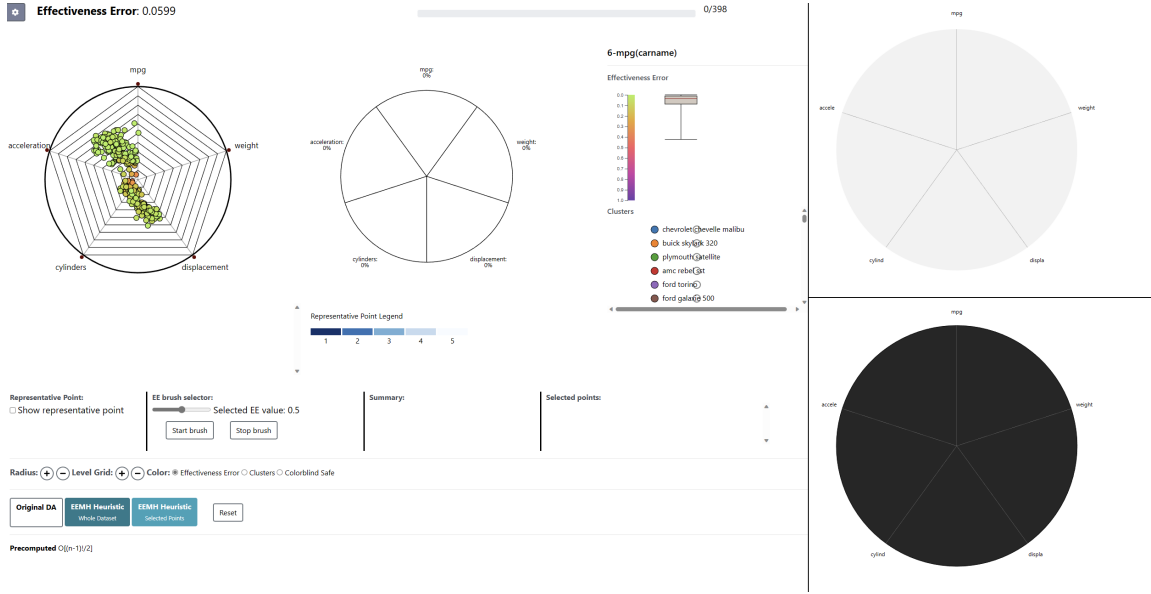 Effectiveness Error: 0.0599
0/398
mpg
acceleration
weight
cylinders
displacement
mpg:
0%
acceleration:
0%
weight:
0%
cylinders:
0%
displacement:
0%
6-mpg(carname)
Effectiveness Error
0.0
0.1
0.2
0.3
0.4
0.5
0.6
0.7
0.8
0.9
1.0
Clusters
chevrolet chevelle malibu
buick skylark 320
plymouth satellite
amc rebel sst
ford torino
ford galaxie 500
Representative Point Legend
1 2 3 4 5
Representative Point:
Show representative point
EE brush selector:
Selected EE value: 0.5
Start brush Stop brush
Summary:
Selected points:
Radius: + − Level Grid: + − Color: Effectiveness Error Clusters Colorblind Safe
Original DA
EEMH Heuristic
Whole Dataset
EEMH Heuristic
Selected Points
Reset
Precomputed O[(n-1)!/2]
mpg
accele
weight
cylind
displa
mpg
accele
weight
cylind
displa